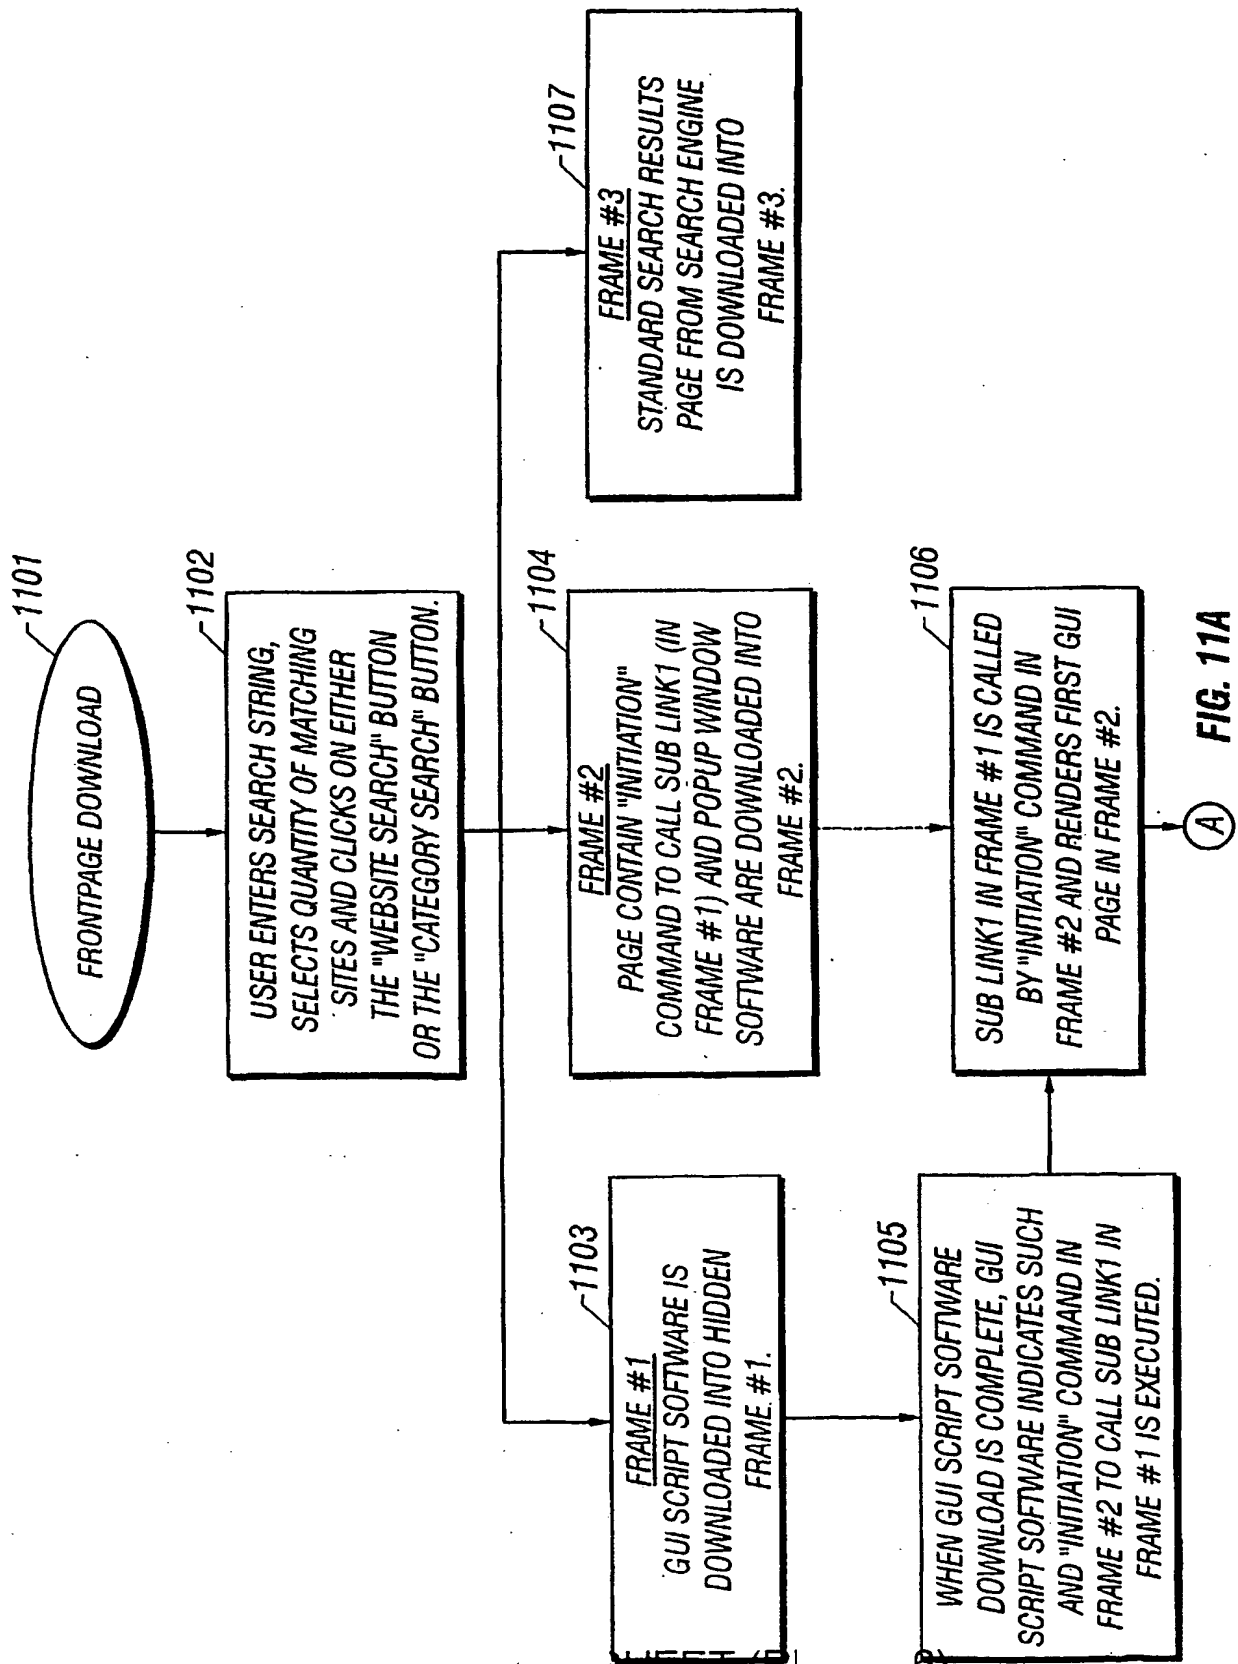 1101
FRONTPAGE DOWNLOAD
1102
USER ENTERS SEARCH STRING,
SELECTS QUANTITY OF MATCHING
SITES AND CLICKS ON EITHER
THE "WEBSITE SEARCH" BUTTON
OR THE "CATEGORY SEARCH" BUTTON.
1103
FRAME #1
GUI SCRIPT SOFTWARE IS
DOWNLOADED INTO HIDDEN
FRAME. #1.
1104
FRAME #2
PAGE CONTAIN "INITIATION"
COMMAND TO CALL SUB LINK1 (IN
FRAME #1) AND POPUP WINDOW
SOFTWARE ARE DOWNLOADED INTO
FRAME #2.
1107
FRAME #3
STANDARD SEARCH RESULTS
PAGE FROM SEARCH ENGINE
IS DOWNLOADED INTO
FRAME #3.
1105
WHEN GUI SCRIPT SOFTWARE
DOWNLOAD IS COMPLETE, GUI
SCRIPT SOFTWARE INDICATES SUCH
AND "INITIATION" COMMAND IN
FRAME #2 TO CALL SUB LINK1 IN
FRAME #1 IS EXECUTED.
1106
SUB LINK1 IN FRAME #1 IS CALLED
BY "INITIATION" COMMAND IN
FRAME #2 AND RENDERS FIRST GUI
PAGE IN FRAME #2.
A
FIG. 11A